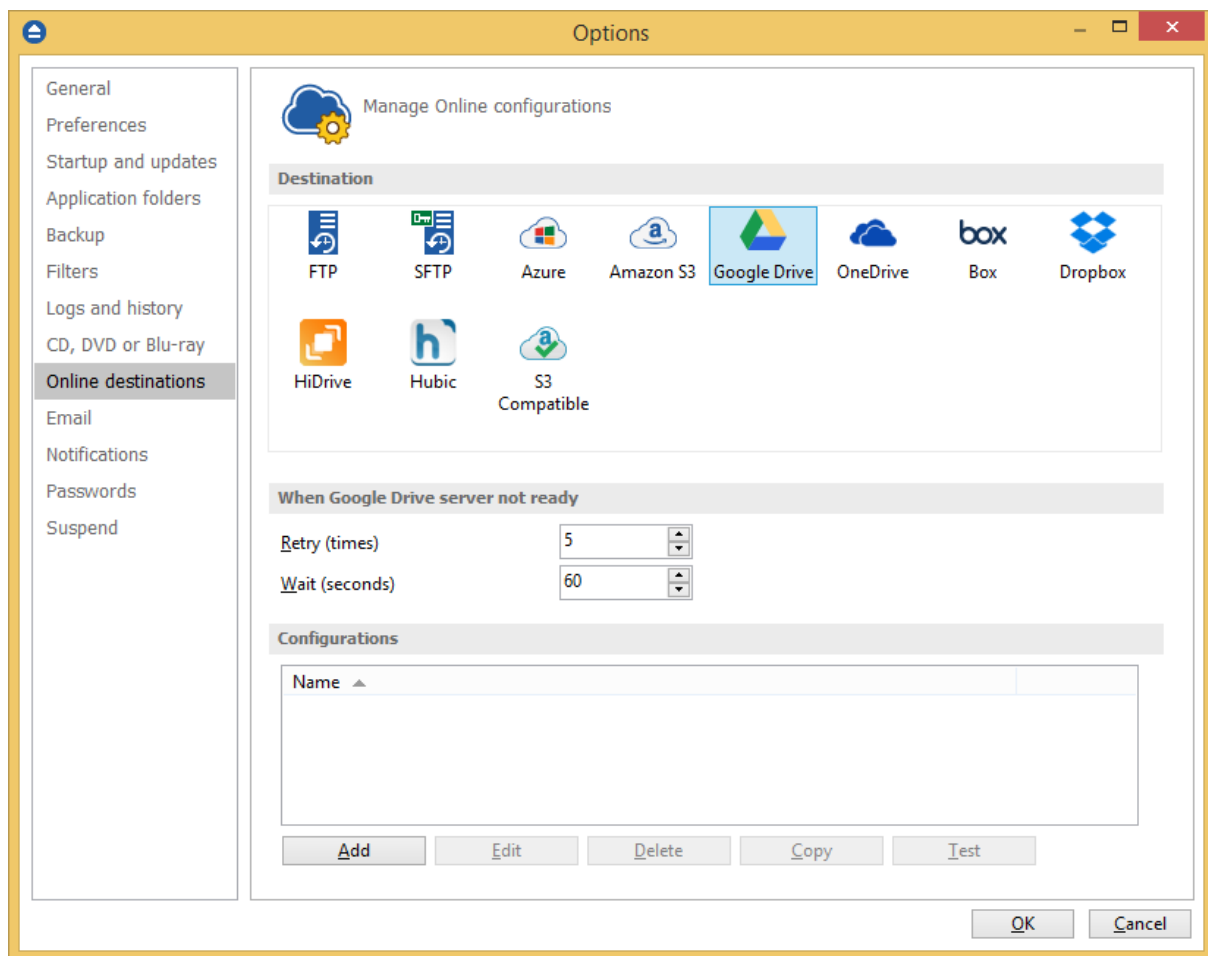 Options
General
Preferences
Startup and updates
Application folders
Backup
Filters
Logs and history
CD, DVD or Blu-ray
Online destinations
Email
Notifications
Passwords
Suspend
Manage Online configurations
Destination
FTP SFTP Azure Amazon S3 Google Drive OneDrive Box Dropbox
HiDrive Hubic S3 Compatible
When Google Drive server not ready
Retry (times) 5
Wait (seconds) 60
Configurations
Name
Add Edit Delete Copy Test
OK Cancel